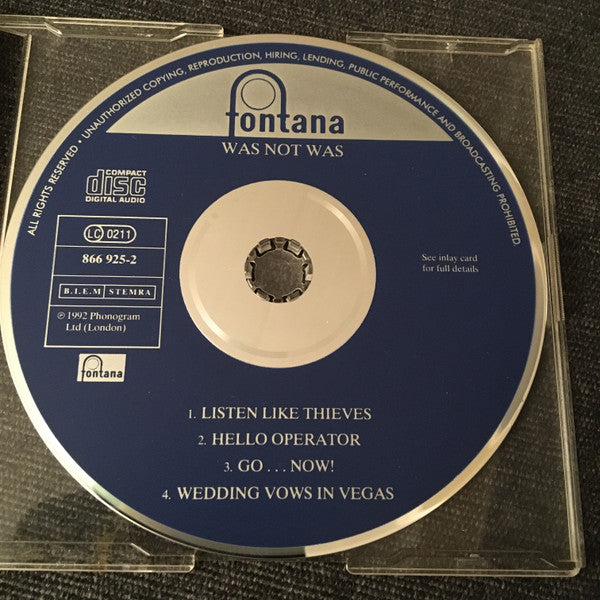 ALL RIGHTS RESERVED • UNAUTHORIZED COPYING, REPRODUCTION, HIRING, LENDING, PUBLIC PERFORMANCE AND BROADCASTING PROHIBITED.
fontana
WAS NOT WAS
COMPACT
disc
DIGITAL AUDIO
LC 0211
866 925-2
B.I.E.M STEMRA
℗ 1992 Phonogram
Ltd (London)
fontana
See inlay card
for full details
1. LISTEN LIKE THIEVES
2. HELLO OPERATOR
3. GO . . . NOW!
4. WEDDING VOWS IN VEGAS